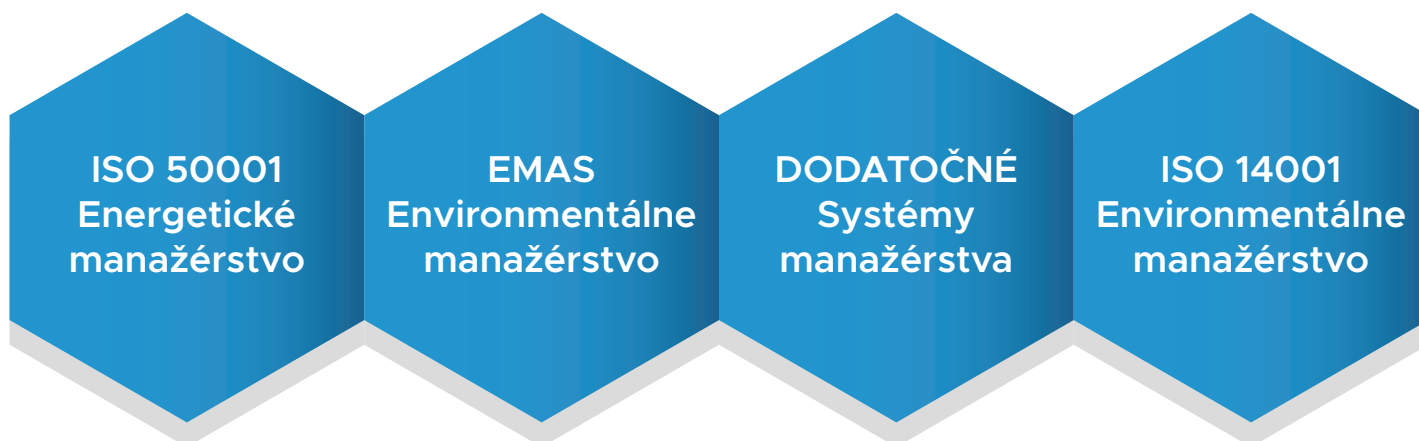 ISO 50001
Energetické
manažérstvo
EMAS
Environmentálne
manažérstvo
DODATOČNÉ
Systémy
manažérstva
ISO 14001
Environmentálne
manažérstvo